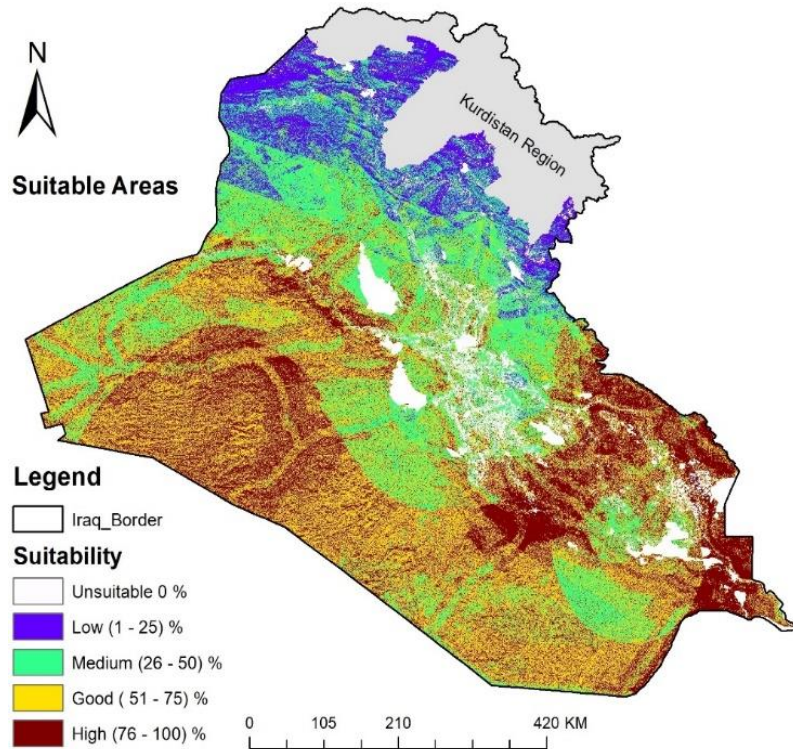 N
Kurdistan Region
Suitable Areas
Legend
Iraq_Border
Suitability
Unsuitable 0 %
Low (1 - 25) %
Medium (26 - 50) %
Good ( 51 - 75) %
High (76 - 100) %
0 105 210 420 KM